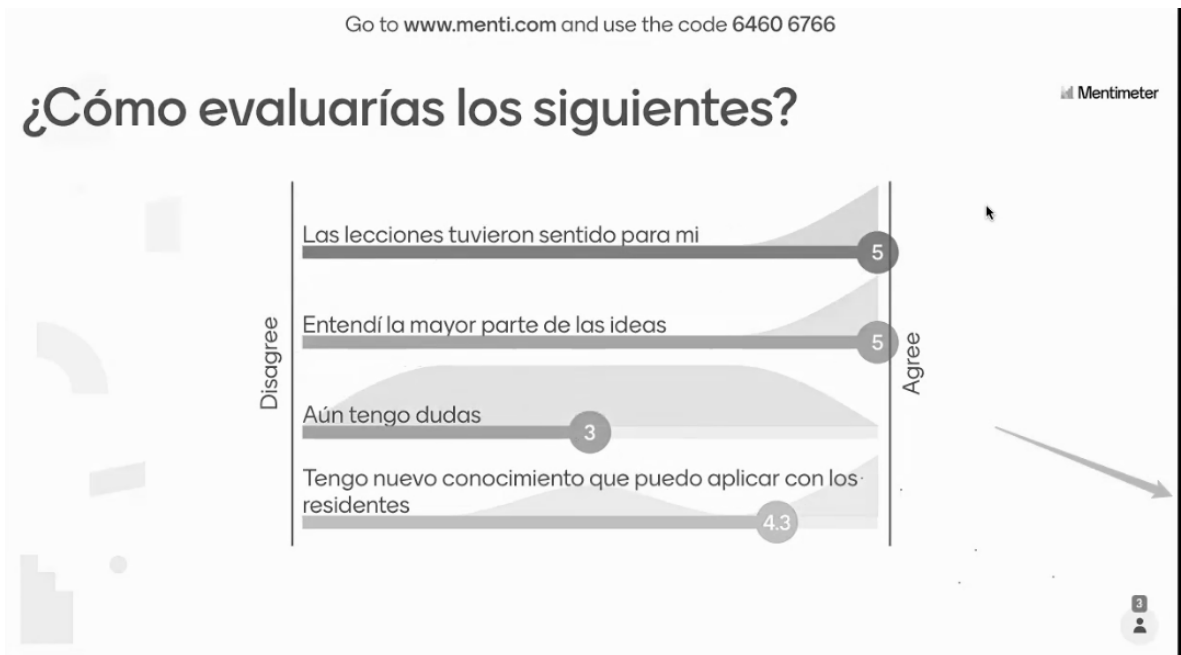 Go to www.menti.com and use the code 6460 6766
¿Cómo evaluarías los siguientes?
Mentimeter
Disagree
Las lecciones tuvieron sentido para mi
5
Entendí la mayor parte de las ideas
5
Aún tengo dudas
3
Tengo nuevo conocimiento que puedo aplicar con los
residentes
4.3
Agree
3